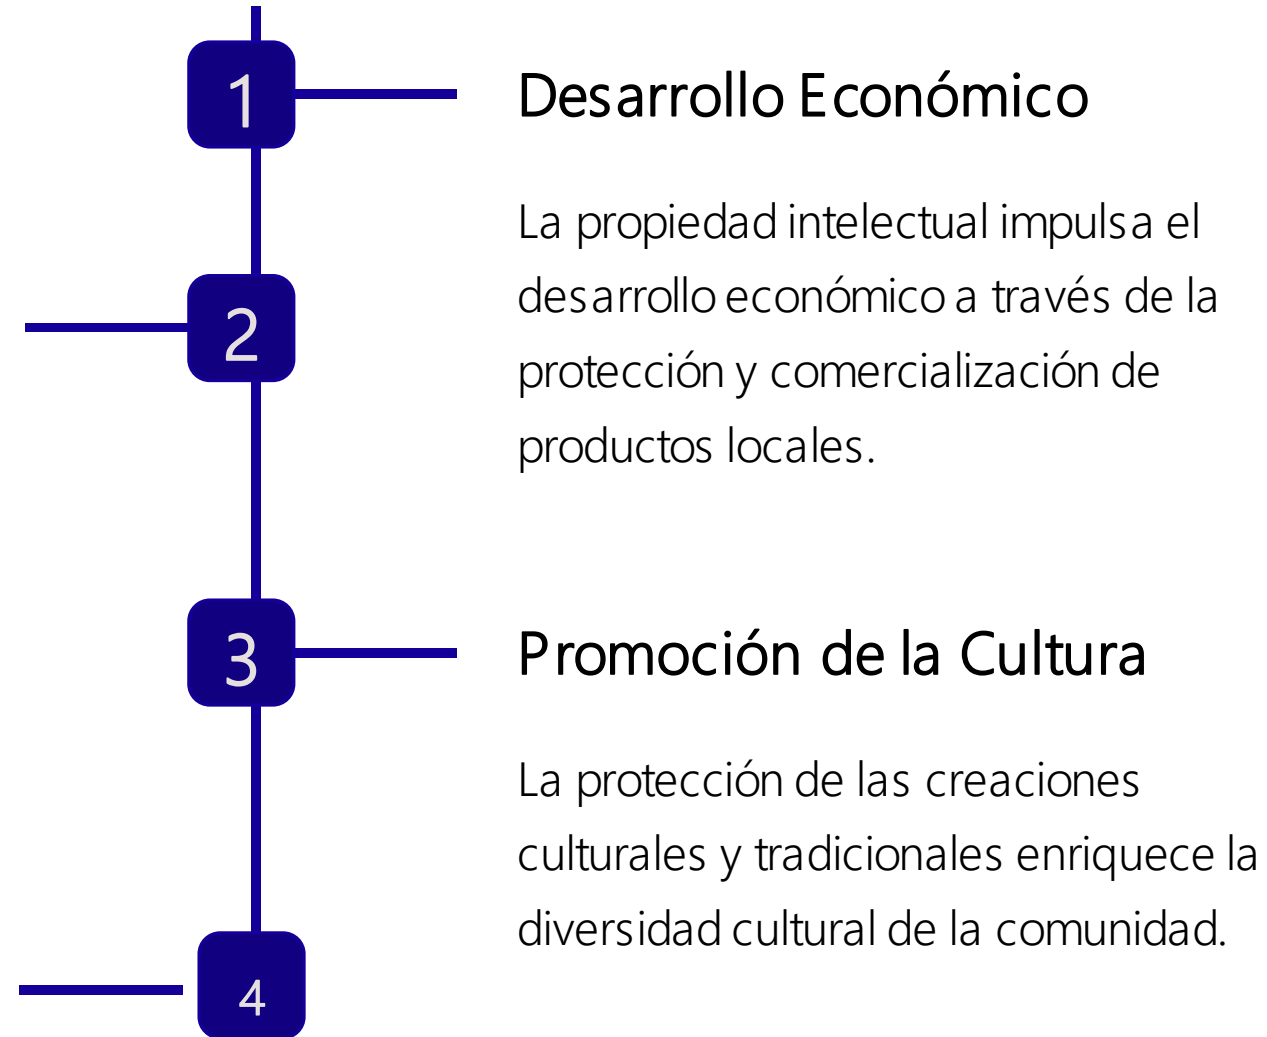 1
Desarrollo Económico
La propiedad intelectual impulsa el
desarrollo económico a través de la
protección y comercialización de
productos locales.
2
3
Promoción de la Cultura
La protección de las creaciones
culturales y tradicionales enriquece la
diversidad cultural de la comunidad.
4